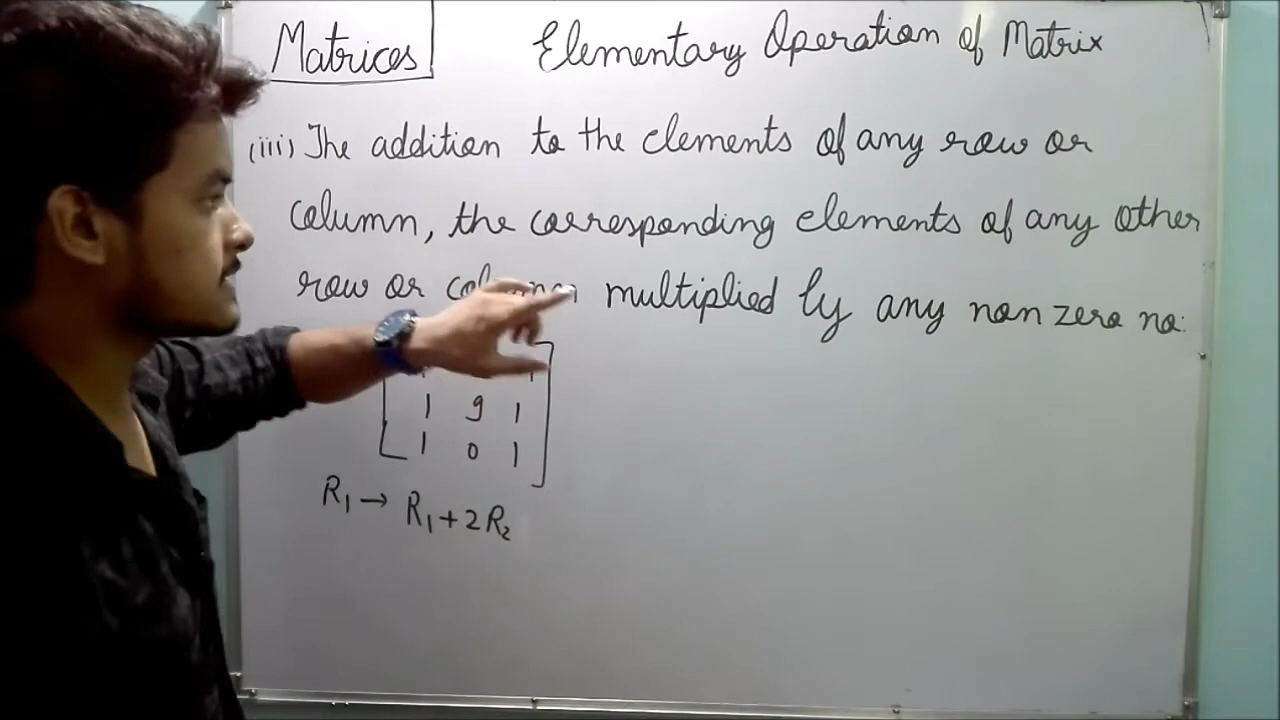 Matrices
Elementary Operation of Matrix
(iii) The addition to the elements of any row or
column, the corresponding elements of any other
row or multiplied by any non zero no:
1 9 1
1 0 1
R₁ → R₁+2R₂